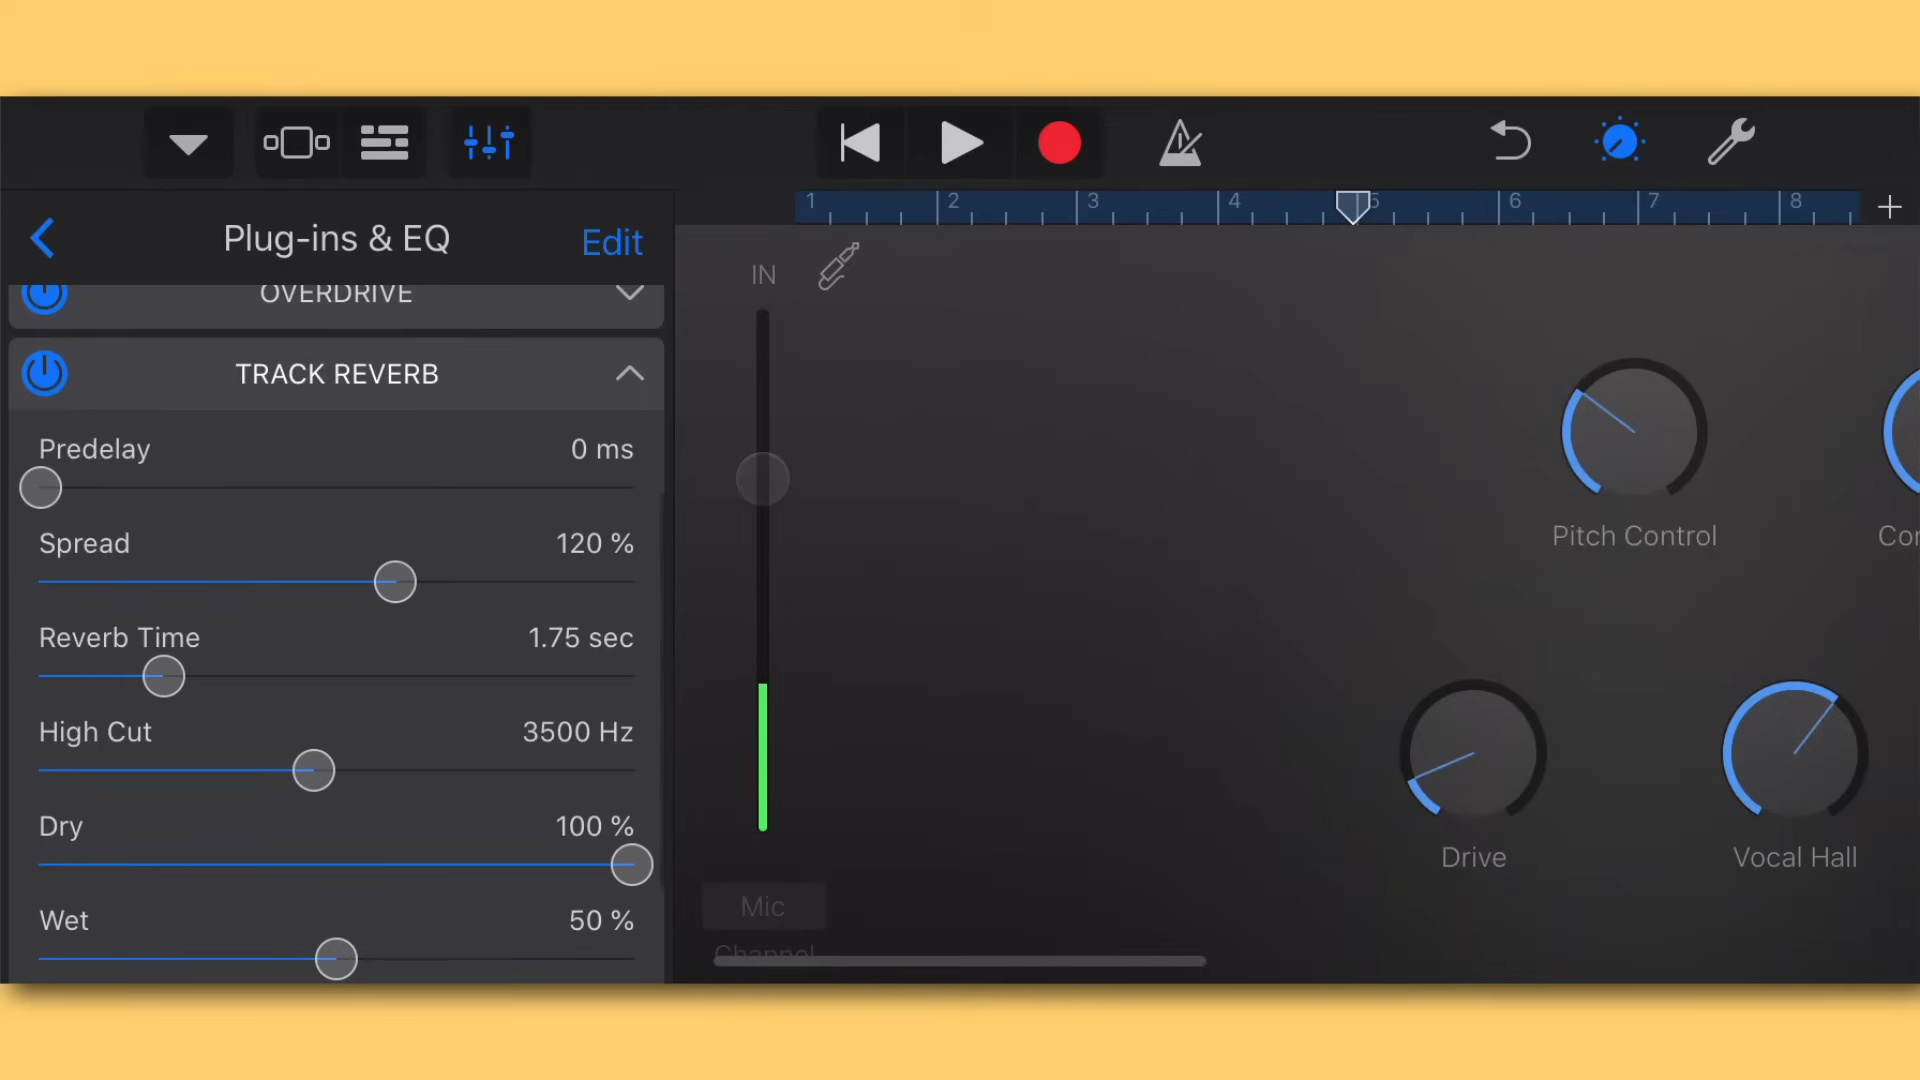 1 2 3 4 5 6 7 8
Plug-ins & EQ
Edit
OVERDRIVE
TRACK REVERB
Predelay 0 ms
Spread 120 %
Reverb Time 1.75 sec
High Cut 3500 Hz
Dry 100 %
Wet 50 %
IN
Mic
Channel
Pitch Control
Drive
Vocal Hall